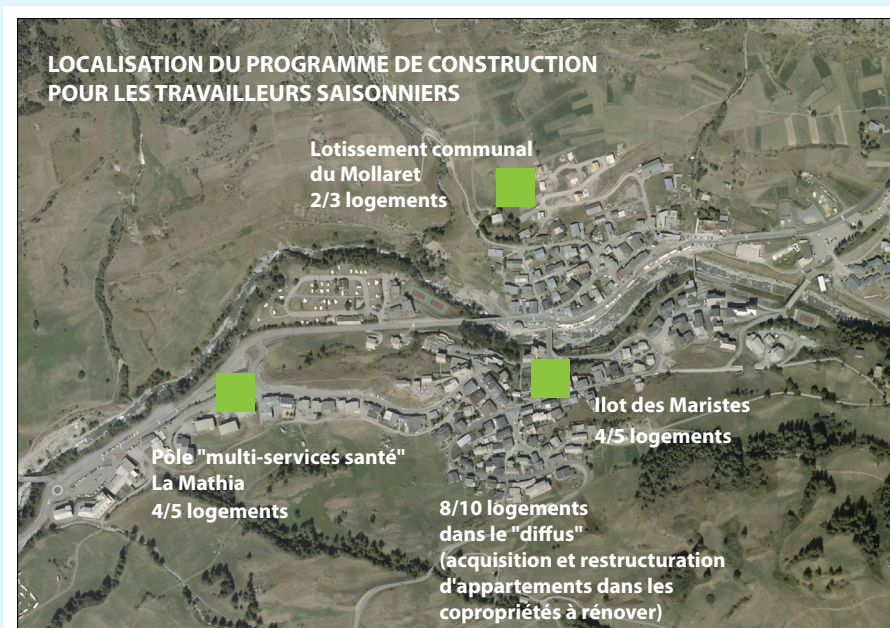 LOCALISATION DU PROGRAMME DE CONSTRUCTION
POUR LES TRAVAILLEURS SAISONNIERS
Lotissement communal
du Mollaret
2/3 logements
Ilot des Maristes
4/5 logements
Pôle "multi-services santé"
La Mathia
4/5 logements
8/10 logements
dans le "diffus"
(acquisition et restructuration
d'appartements dans les
copropriétés à rénover)